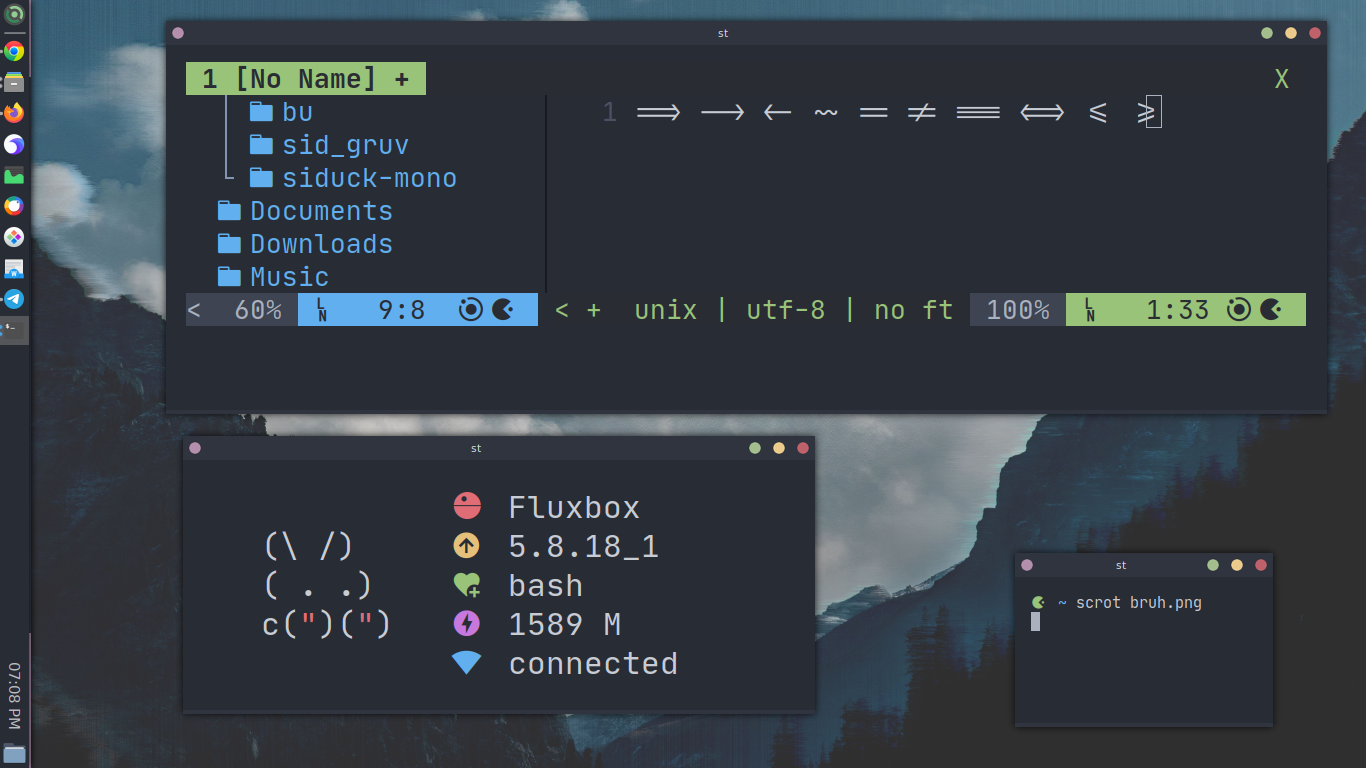 st
1 [No Name] +
X
bu
1 ⟹ ⟶ ← ~~ == ≠ ≡ ⟺ ⩽ ⩾
sid_gruv
siduck-mono
Documents
Downloads
Music
< 60% LN 9:8
< + unix | utf-8 | no ft 100% LN 1:33
st
Fluxbox
(\ /)
5.8.18_1
( . .)
bash
c(")(")
1589 M
connected
st
~ scrot bruh.png
07:08 PM